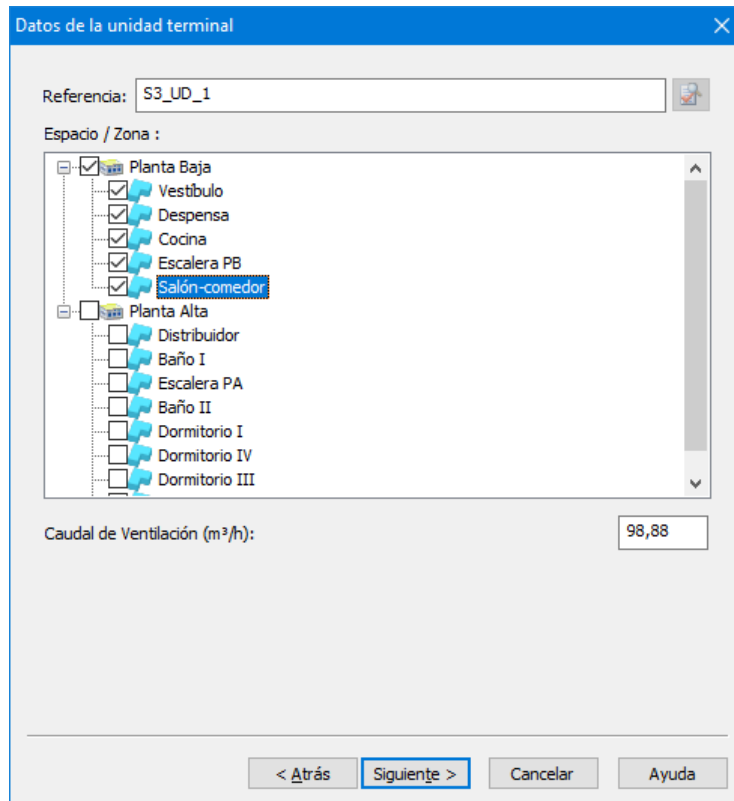 Datos de la unidad terminal
Referencia: S3_UD_1
Espacio / Zona :
Planta Baja
Vestíbulo
Despensa
Cocina
Escalera PB
Salón-comedor
Planta Alta
Distribuidor
Baño I
Escalera PA
Baño II
Dormitorio I
Dormitorio IV
Dormitorio III
Caudal de Ventilación (m³/h): 98,88
< Atrás Siguiente > Cancelar Ayuda